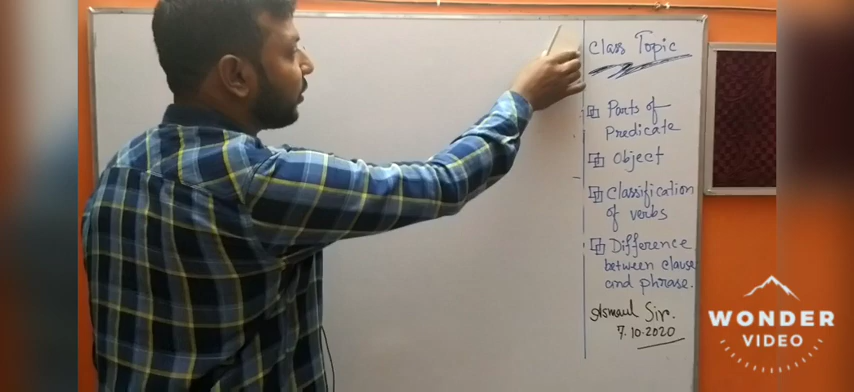 Class Topic
Parts of
Predicate
Object
Classification
of verbs
Difference
between clause
and phrase.
Asmaul Sir.
7.10.2020
WONDER
VIDEO